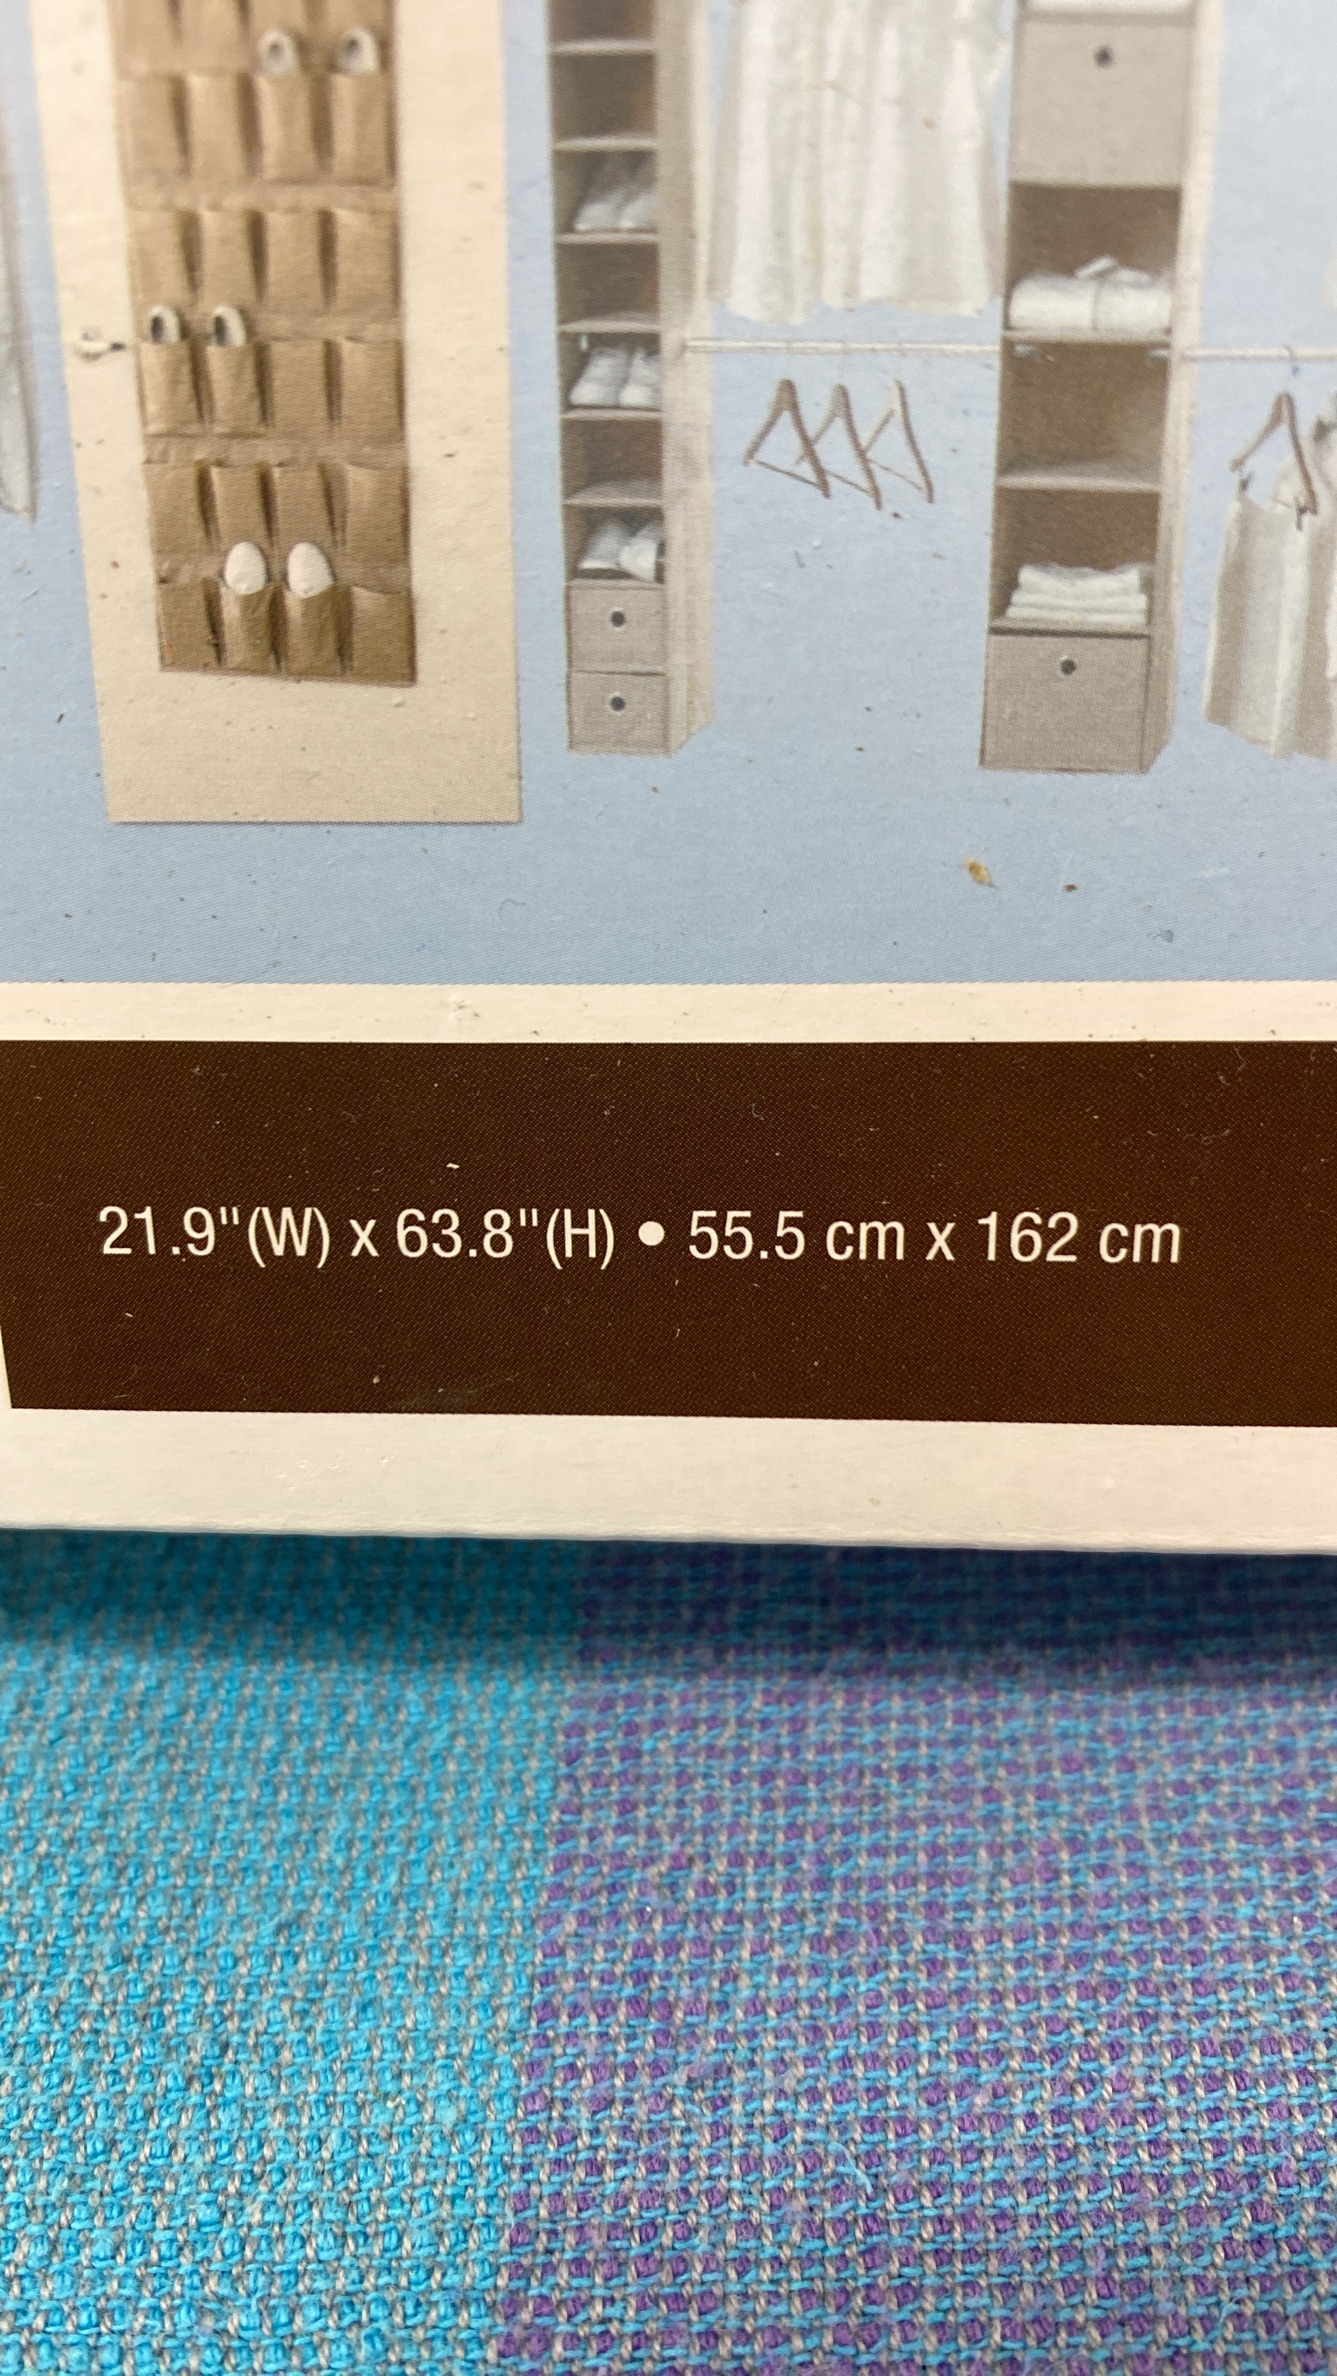 21.9"(W) x 63.8"(H) • 55.5 cm x 162 cm